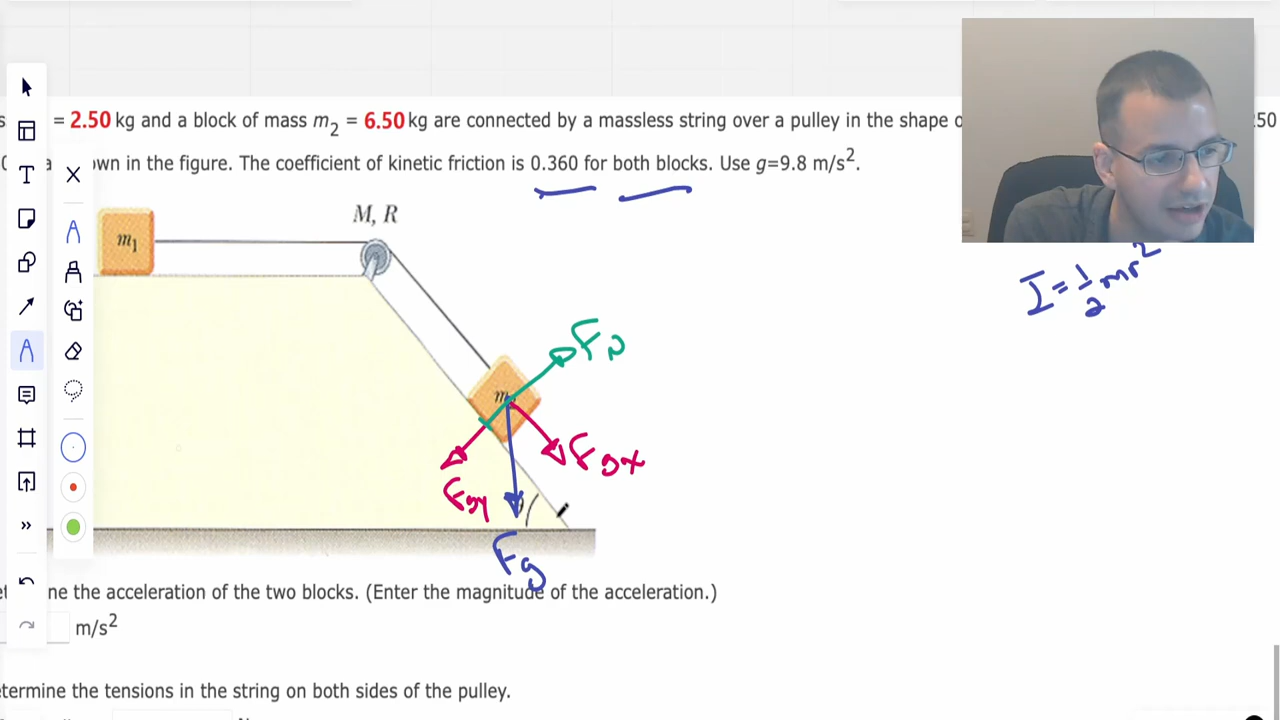 = 2.50 kg and a block of mass m2 = 6.50 kg are connected by a massless string over a pulley in the shape
own in the figure. The coefficient of kinetic friction is 0.360 for both blocks. Use g=9.8 m/s².
M, R
m1
I = 1/2 mr²
FN
m
Fgx
Fgy
Fg
ne the acceleration of the two blocks. (Enter the magnitude of the acceleration.)
m/s²
etermine the tensions in the string on both sides of the pulley.